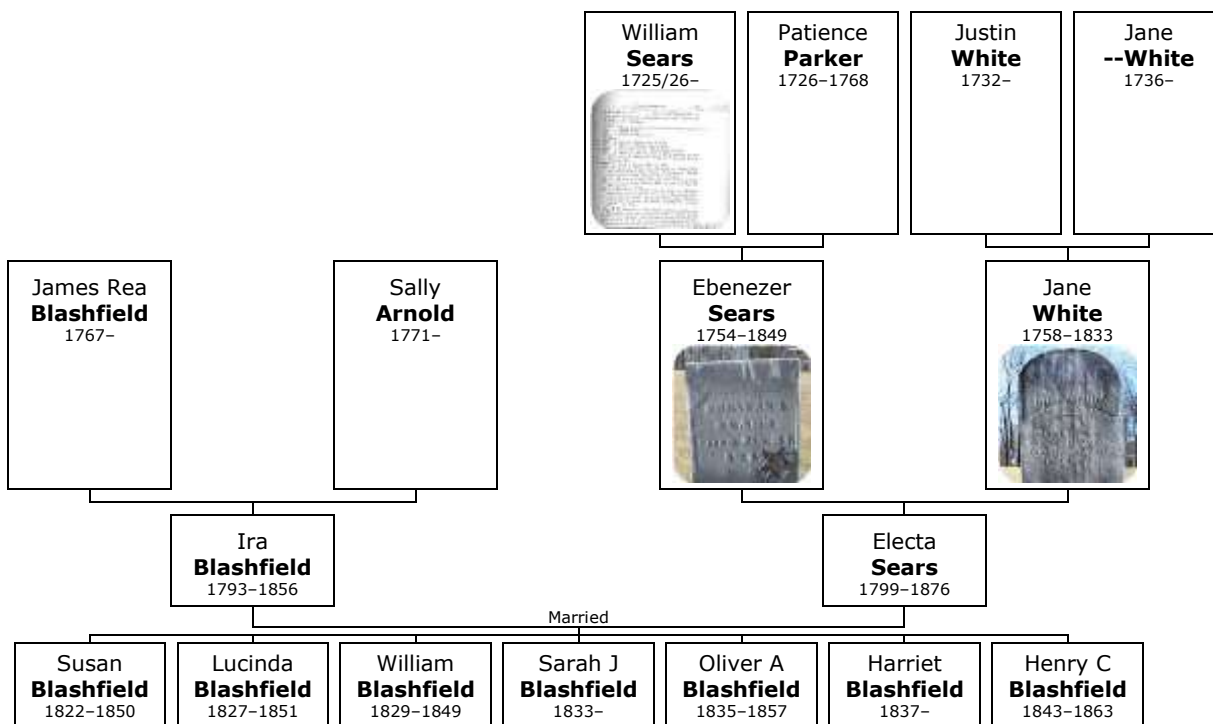 William
Sears
1725/26–
Patience
Parker
1726–1768
Justin
White
1732–
Jane
--White
1736–
James Rea
Blashfield
1767–
Sally
Arnold
1771–
Ebenezer
Sears
1754–1849
Jane
White
1758–1833
Ira
Blashfield
1793–1856
Electa
Sears
1799–1876
Married
Susan
Blashfield
1822–1850
Lucinda
Blashfield
1827–1851
William
Blashfield
1829–1849
Sarah J
Blashfield
1833–
Oliver A
Blashfield
1835–1857
Harriet
Blashfield
1837–
Henry C
Blashfield
1843–1863